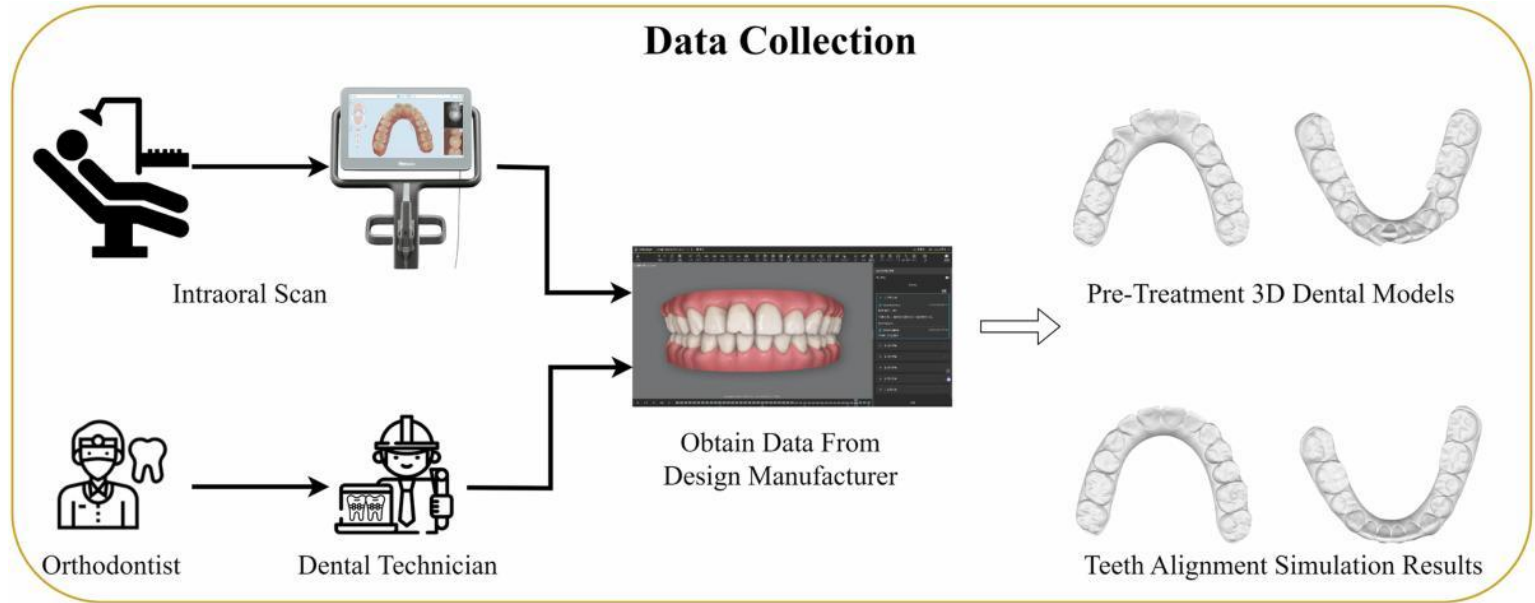 Data Collection
Intraoral Scan
Orthodontist
Dental Technician
Obtain Data From
Design Manufacturer
Pre-Treatment 3D Dental Models
Teeth Alignment Simulation Results